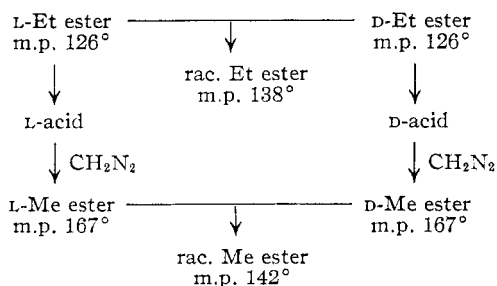 L-Et ester D-Et ester
m.p. 126° m.p. 126°
rac. Et ester
m.p. 138°
L-acid D-acid
CH₂N₂ CH₂N₂
L-Me ester D-Me ester
m.p. 167° m.p. 167°
rac. Me ester
m.p. 142°